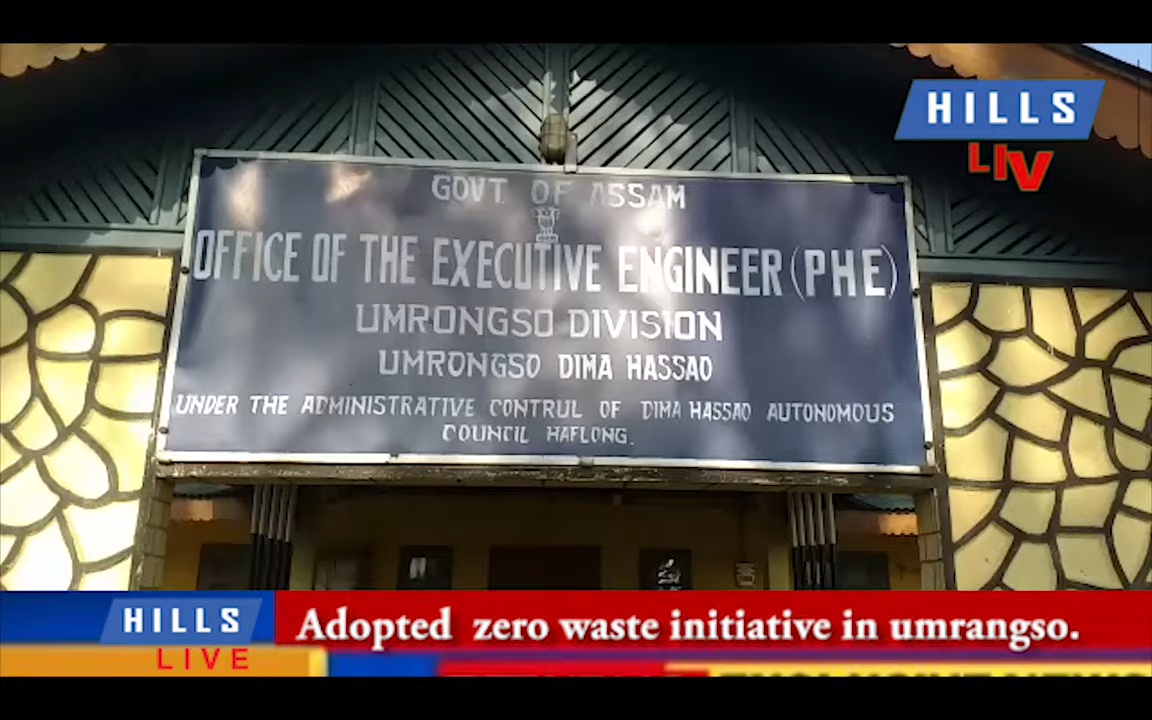 HILLS
LIV
GOVT. OF ASSAM
OFFICE OF THE EXECUTIVE ENGINEER (PHE)
UMRONGSO DIVISION
UMRONGSO DIMA HASSAO
UNDER THE ADMINISTRATIVE CONTRUL OF DIMA HASSAO AUTONOMOUS
COUNCIL HAFLONG.
HILLS
LIVE
Adopted zero waste initiative in umrangso.